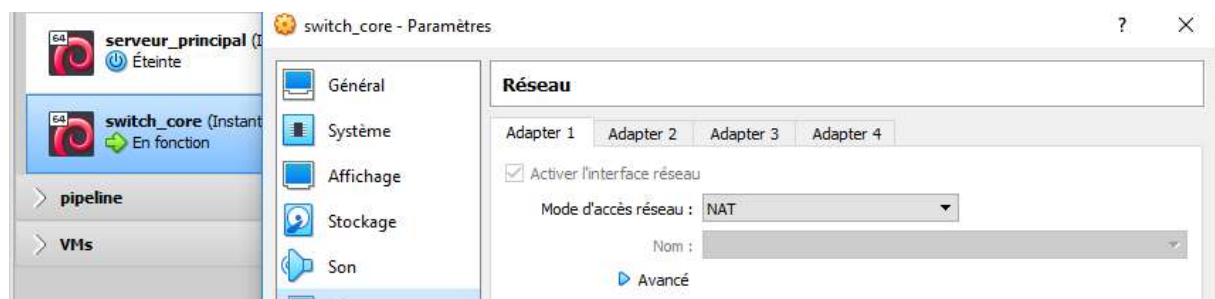 64
serveur_principal (I
Éteinte
64
switch_core (Instant
En fonction
pipeline
VMs
switch_core - Paramètres
?
Général
Système
Affichage
Stockage
Son
Réseau
Adapter 1 Adapter 2 Adapter 3 Adapter 4
Activer l'interface réseau
Mode d'accès réseau : NAT
Nom :
Avancé